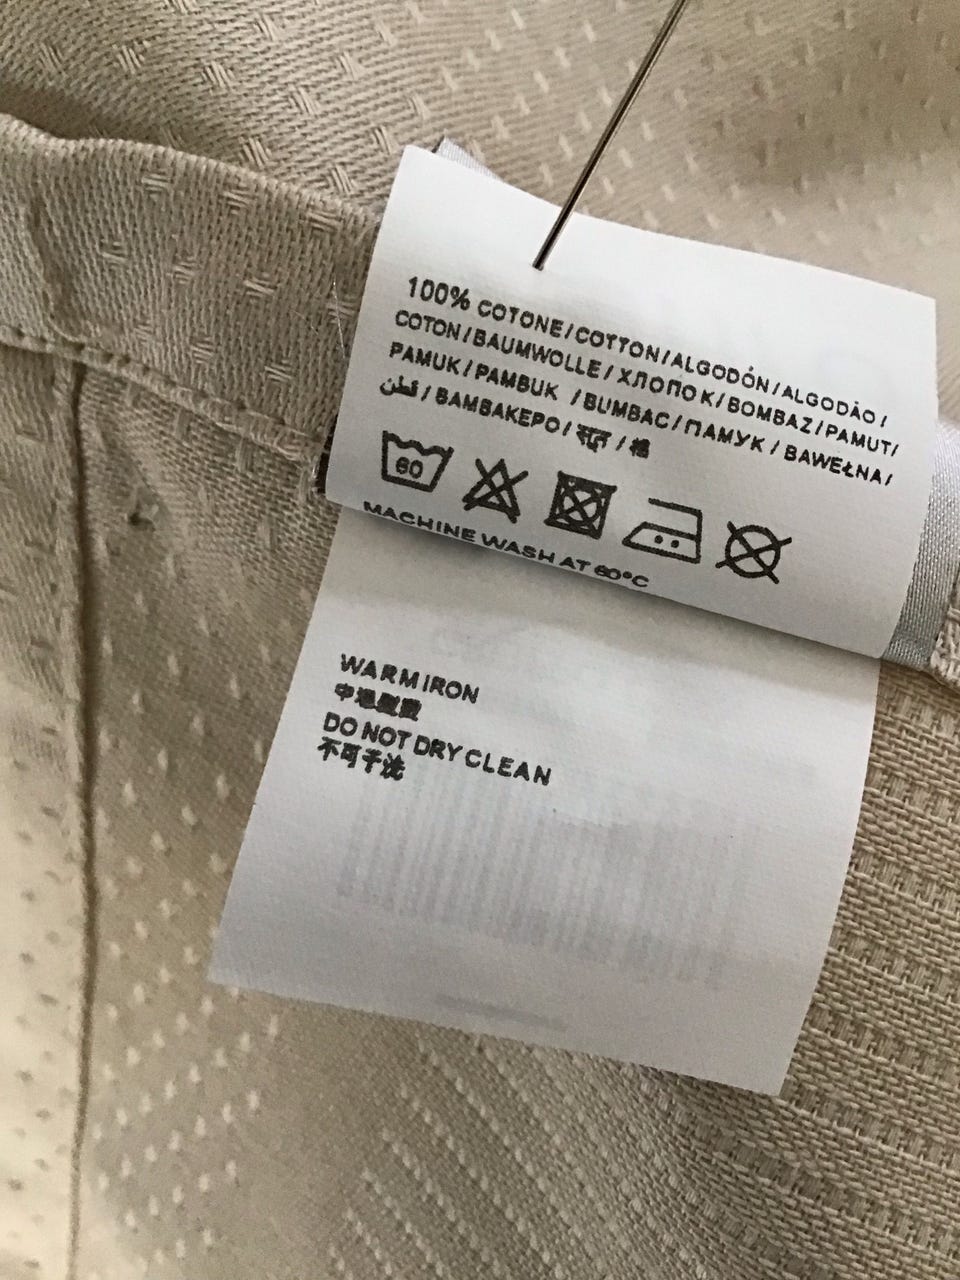 100% COTONE/COTTON/ALGODÓN/ALGODÃO/
COTON/BAUMWOLLE/ХЛОПОК/BOMBAZ/PAMUT/
PAMUK/PAMBUK /BUMBAC/ПАМУК/BAWEŁNA/
قطن/BAMBAKEPO/सूत/棉
60
MACHINE WASH AT 60°C
WARM IRON
中温熨烫
DO NOT DRY CLEAN
不可干洗